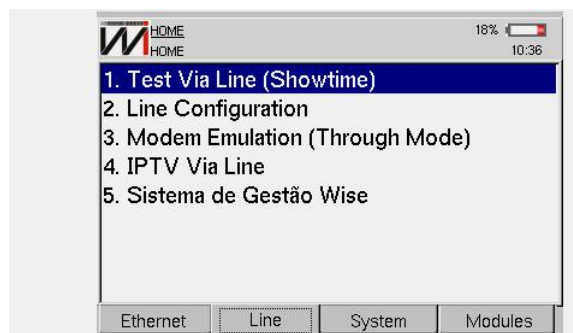 HOME
HOME
18%
10:36
1. Test Via Line (Showtime)
2. Line Configuration
3. Modem Emulation (Through Mode)
4. IPTV Via Line
5. Sistema de Gestão Wise
Ethernet Line System Modules